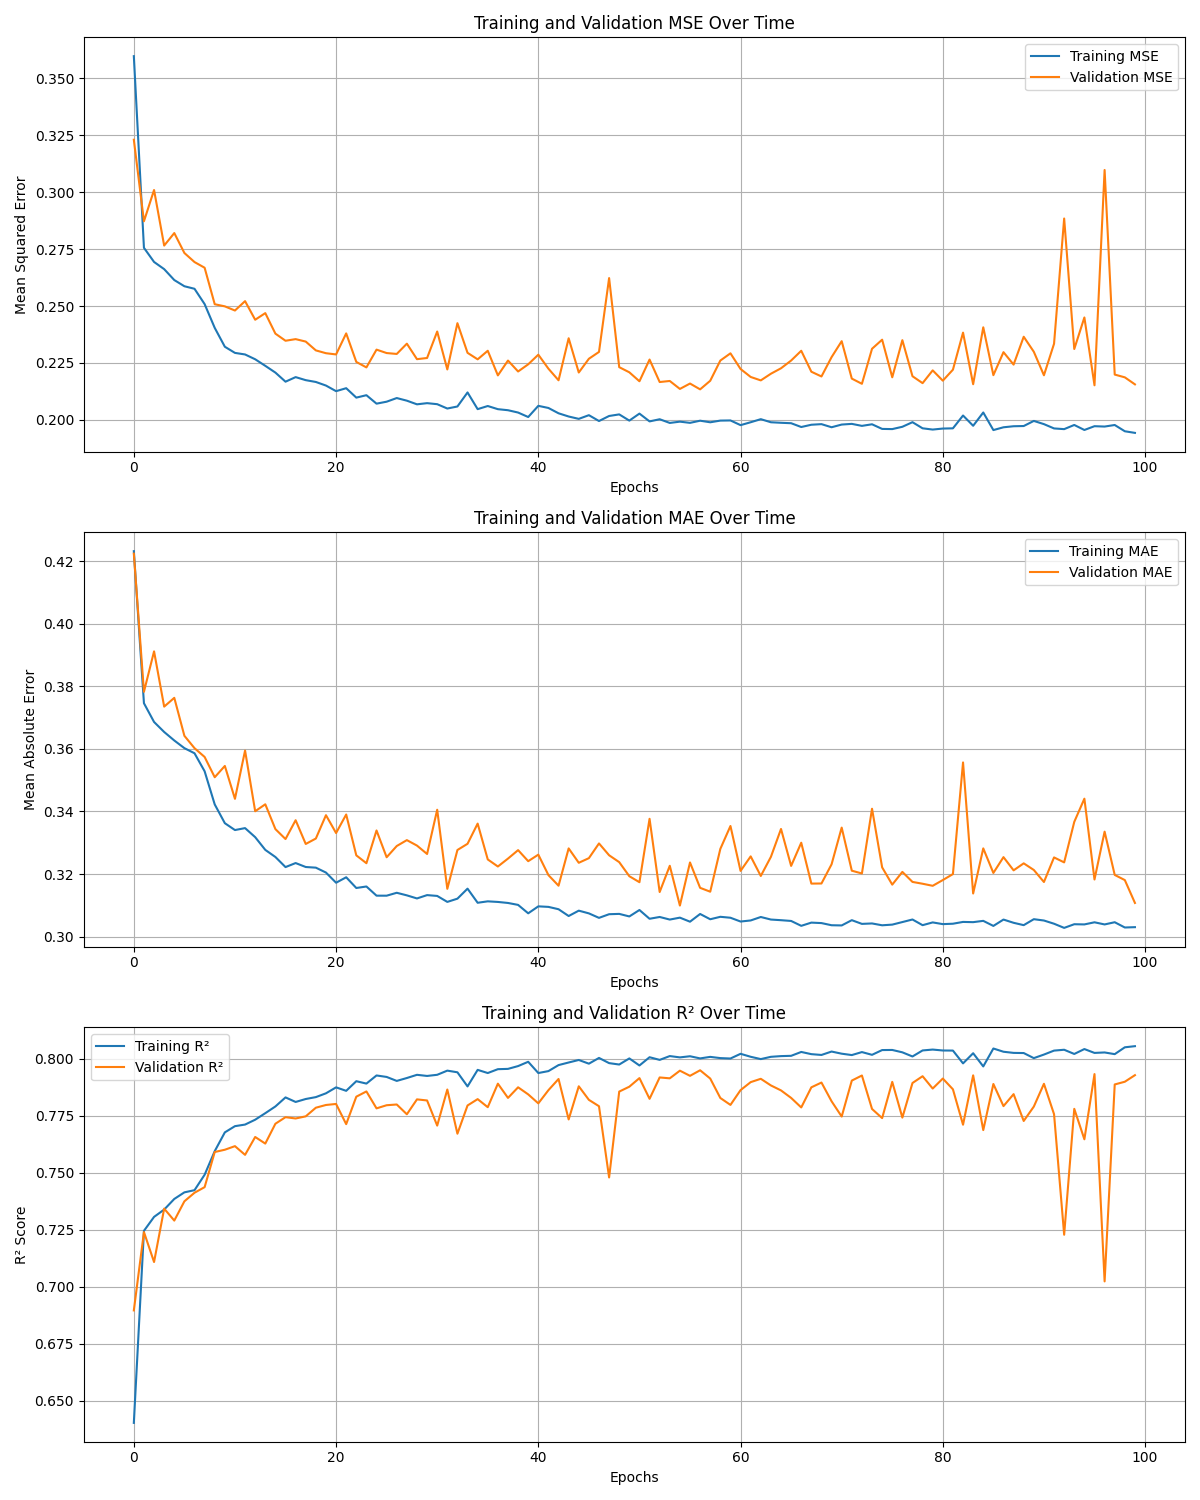 Training and Validation MSE Over Time
Training MSE
Validation MSE
Mean Squared Error
0.350
0.325
0.300
0.275
0.250
0.225
0.200
0 20 40 60 80 100
Epochs
Training and Validation MAE Over Time
Training MAE
Validation MAE
Mean Absolute Error
0.42
0.40
0.38
0.36
0.34
0.32
0.30
0 20 40 60 80 100
Epochs
Training and Validation R² Over Time
Training R²
Validation R²
R² Score
0.800
0.775
0.750
0.725
0.700
0.675
0.650
0 20 40 60 80 100
Epochs